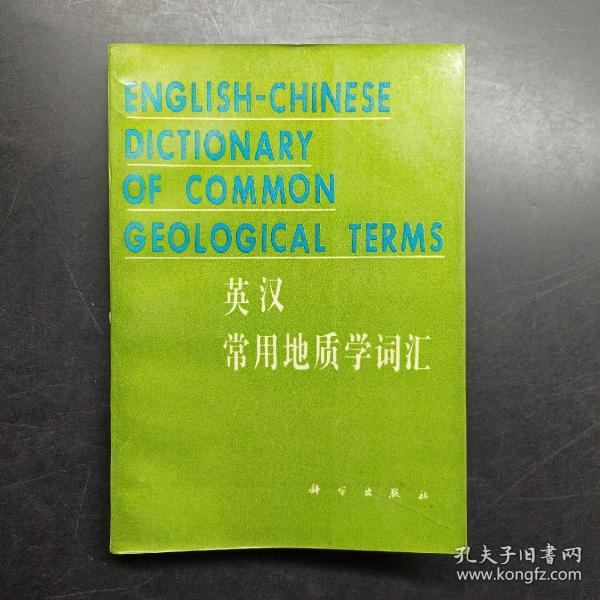 ENGLISH-CHINESE
DICTIONARY
OF COMMON
GEOLOGICAL TERMS
英汉
常用地质学词汇
科学出版社
孔夫子旧書网
www.kongfz.com